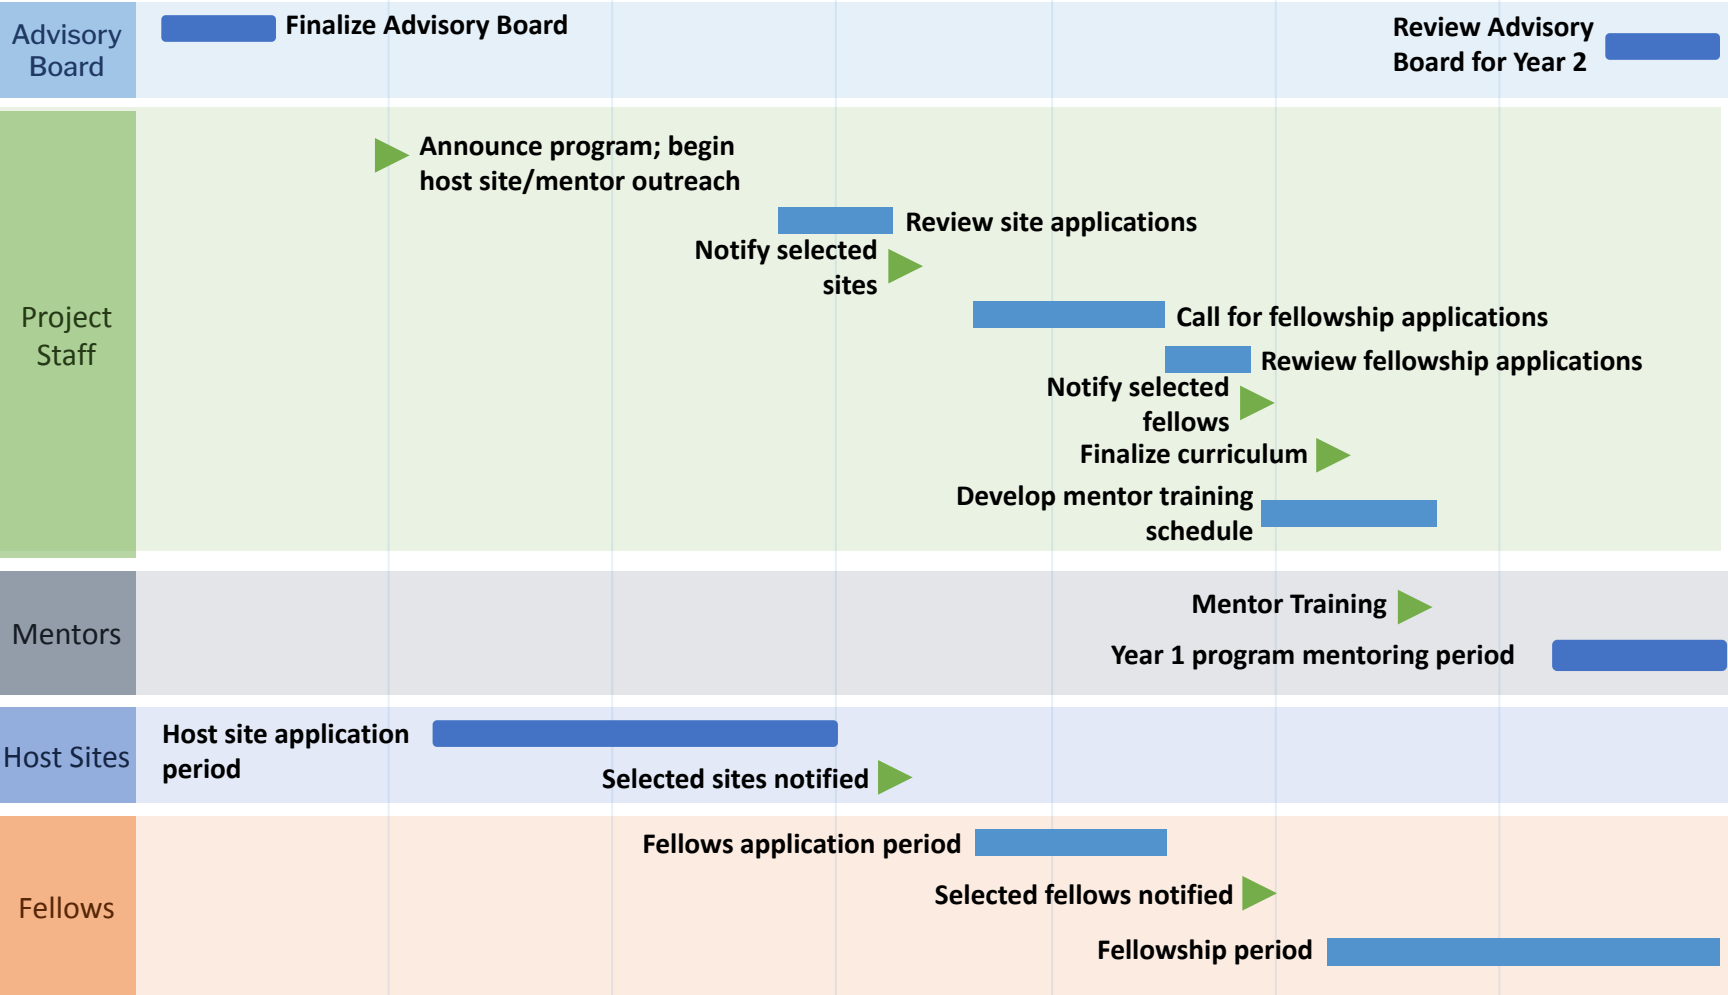 Advisory
Board
Finalize Advisory Board
Review Advisory
Board for Year 2
Project
Staff
Announce program; begin
host site/mentor outreach
Review site applications
Notify selected
sites
Call for fellowship applications
Rewiew fellowship applications
Notify selected
fellows
Finalize curriculum
Develop mentor training
schedule
Mentors
Mentor Training
Year 1 program mentoring period
Host Sites
Host site application
period
Selected sites notified
Fellows
Fellows application period
Selected fellows notified
Fellowship period